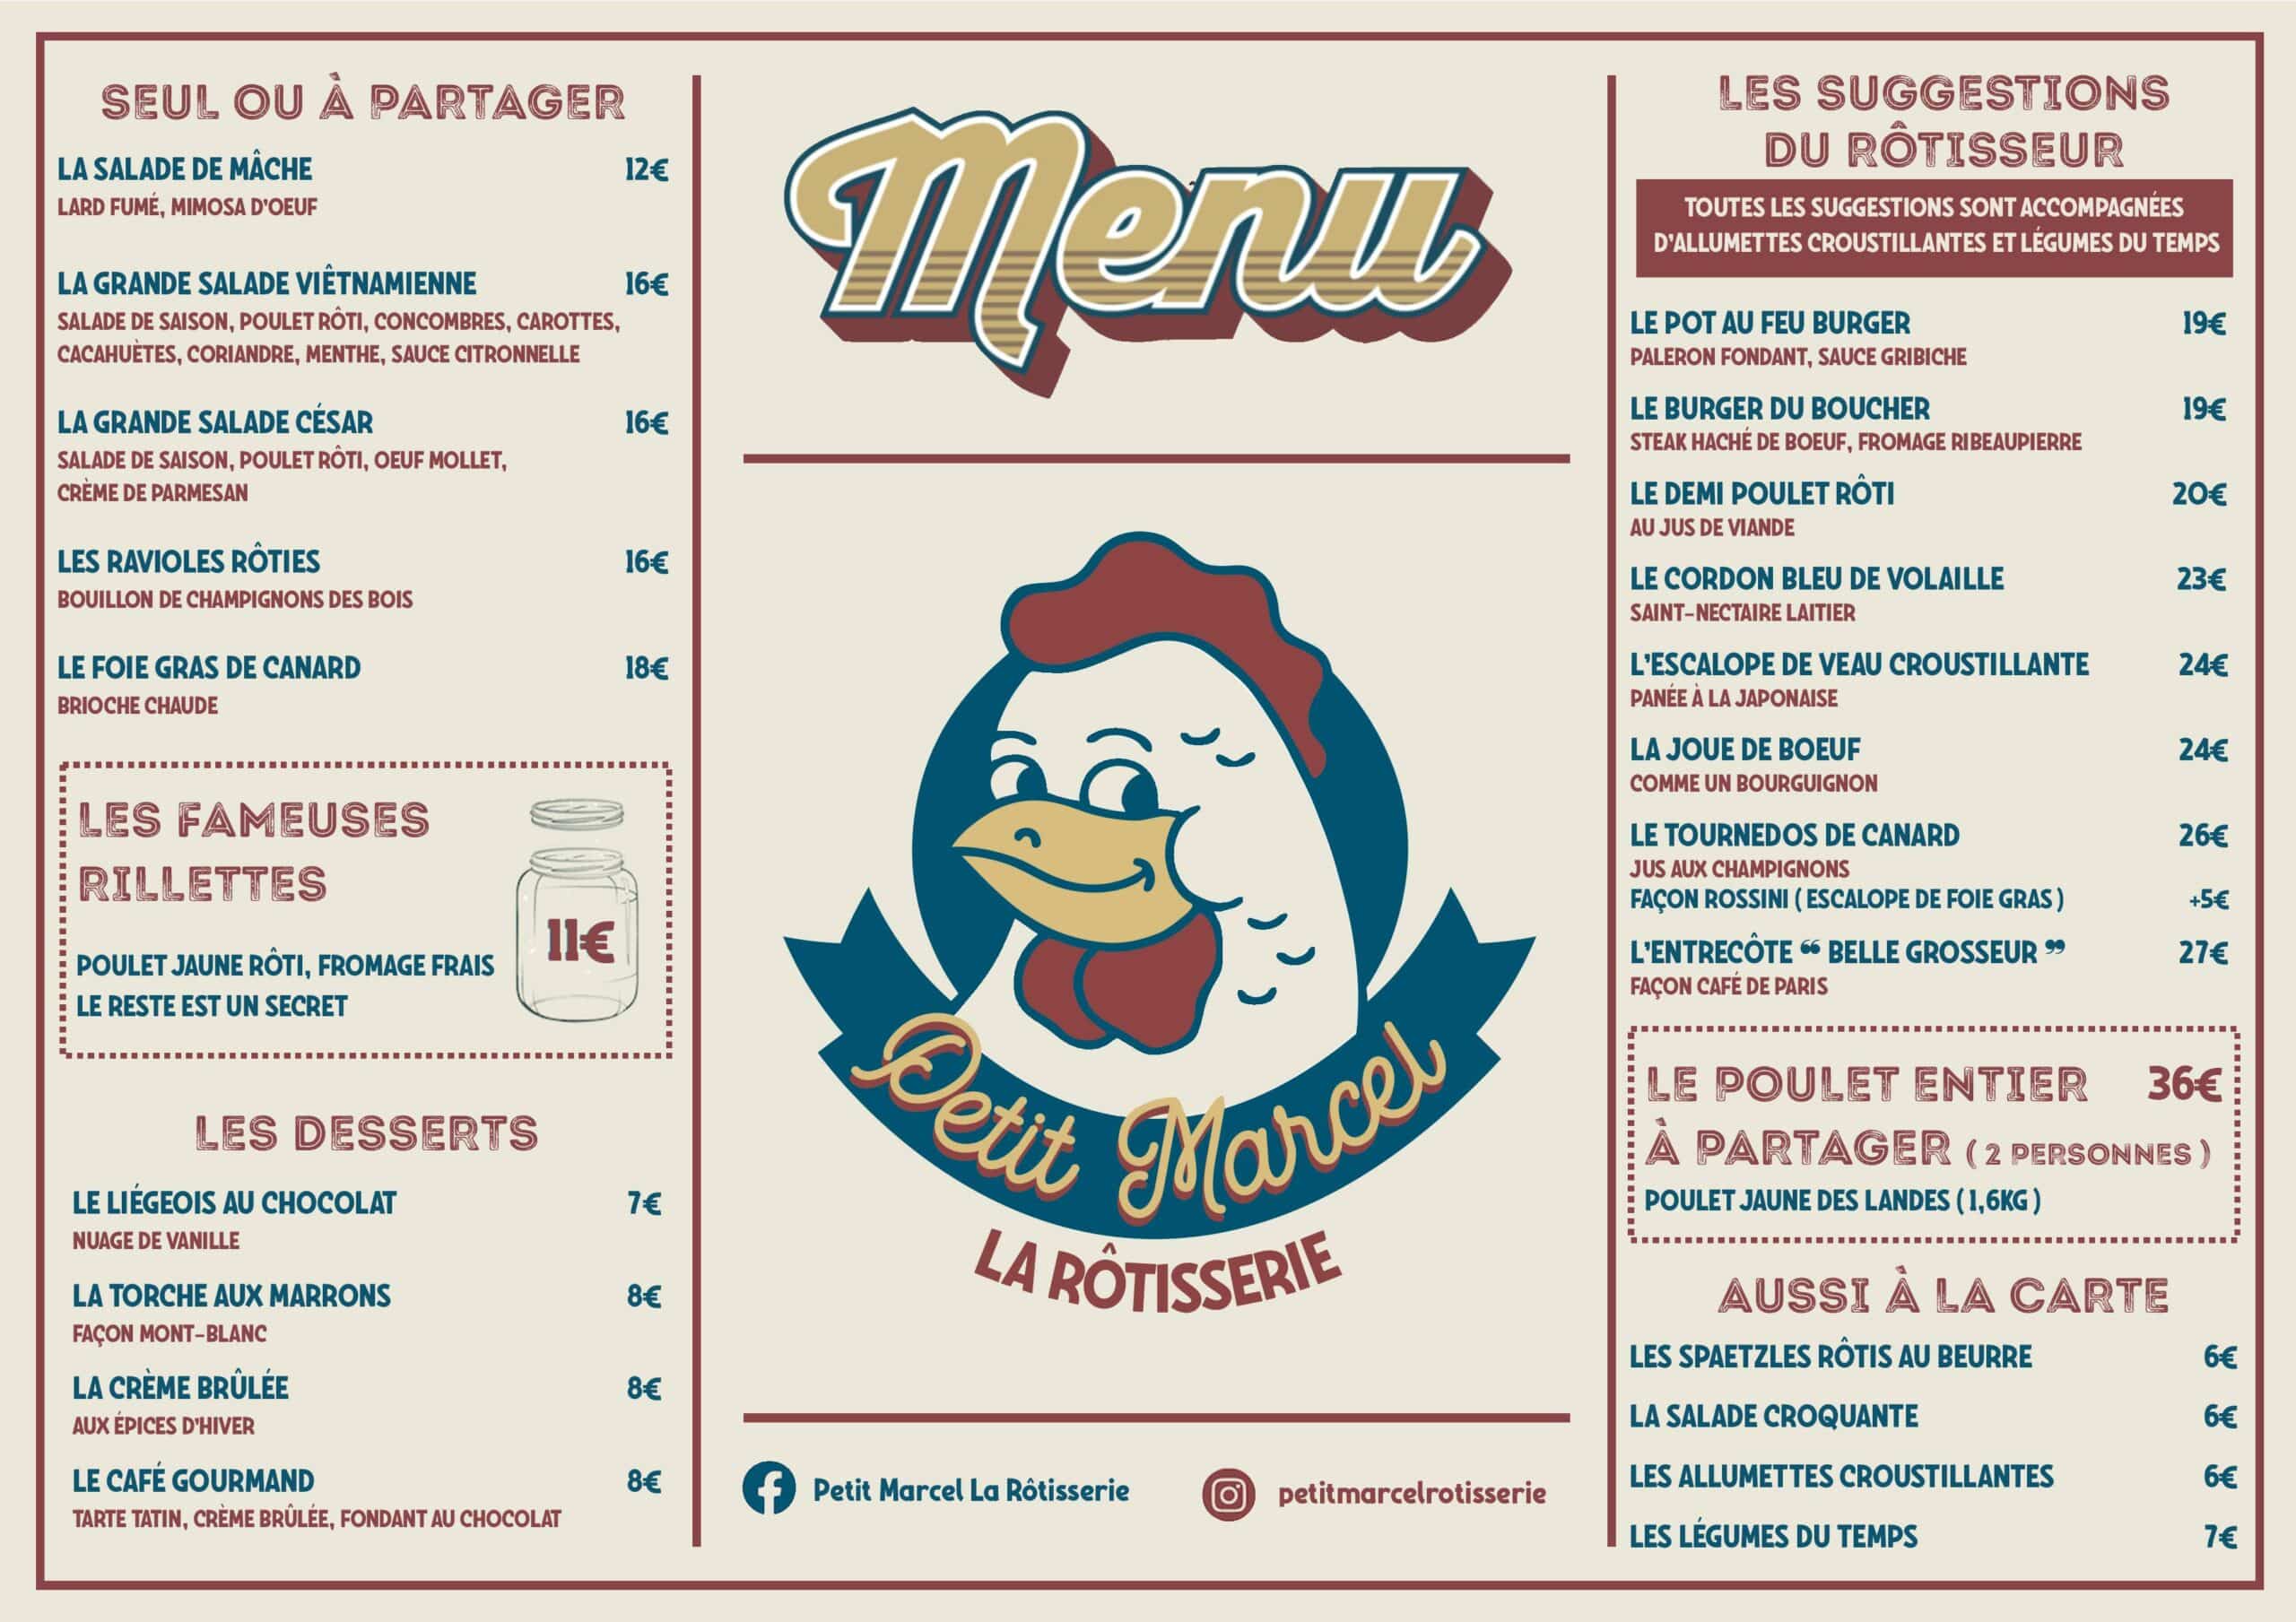 SEUL OU À PARTAGER
LA SALADE DE MÂCHE 12€
LARD FUMÉ, MIMOSA D'OEUF
LA GRANDE SALADE VIÊTNAMIENNE 16€
SALADE DE SAISON, POULET RÔTI, CONCOMBRES, CAROTTES,
CACAHUÈTES, CORIANDRE, MENTHE, SAUCE CITRONNELLE
LA GRANDE SALADE CÉSAR 16€
SALADE DE SAISON, POULET RÔTI, OEUF MOLLET,
CRÈME DE PARMESAN
LES RAVIOLES RÔTIES 16€
BOUILLON DE CHAMPIGNONS DES BOIS
LE FOIE GRAS DE CANARD 18€
BRIOCHE CHAUDE
LES FAMEUSES
RILLETTES
11€
POULET JAUNE RÔTI, FROMAGE FRAIS
LE RESTE EST UN SECRET
LES DESSERTS
LE LIÉGEOIS AU CHOCOLAT 7€
NUAGE DE VANILLE
LA TORCHE AUX MARRONS 8€
FAÇON MONT-BLANC
LA CRÈME BRÛLÉE 8€
AUX ÉPICES D'HIVER
LE CAFÉ GOURMAND 8€
TARTE TATIN, CRÈME BRÛLÉE, FONDANT AU CHOCOLAT
Menu
Petit Marcel
LA RÔTISSERIE
Petit Marcel La Rôtisserie
petitmarcelrotisserie
LES SUGGESTIONS
DU RÔTISSEUR
TOUTES LES SUGGESTIONS SONT ACCOMPAGNÉES
D'ALLUMETTES CROUSTILLANTES ET LÉGUMES DU TEMPS
LE POT AU FEU BURGER 19€
PALERON FONDANT, SAUCE GRIBICHE
LE BURGER DU BOUCHER 19€
STEAK HACHÉ DE BOEUF, FROMAGE RIBEAUPIERRE
LE DEMI POULET RÔTI 20€
AU JUS DE VIANDE
LE CORDON BLEU DE VOLAILLE 23€
SAINT-NECTAIRE LAITIER
L'ESCALOPE DE VEAU CROUSTILLANTE 24€
PANÉE À LA JAPONAISE
LA JOUE DE BOEUF 24€
COMME UN BOURGUIGNON
LE TOURNEDOS DE CANARD 26€
JUS AUX CHAMPIGNONS
FAÇON ROSSINI ( ESCALOPE DE FOIE GRAS ) +5€
L'ENTRECÔTE “ BELLE GROSSEUR ” 27€
FAÇON CAFÉ DE PARIS
LE POULET ENTIER 36€
À PARTAGER ( 2 PERSONNES )
POULET JAUNE DES LANDES ( 1,6KG )
AUSSI À LA CARTE
LES SPAETZLES RÔTIS AU BEURRE 6€
LA SALADE CROQUANTE 6€
LES ALLUMETTES CROUSTILLANTES 6€
LES LÉGUMES DU TEMPS 7€